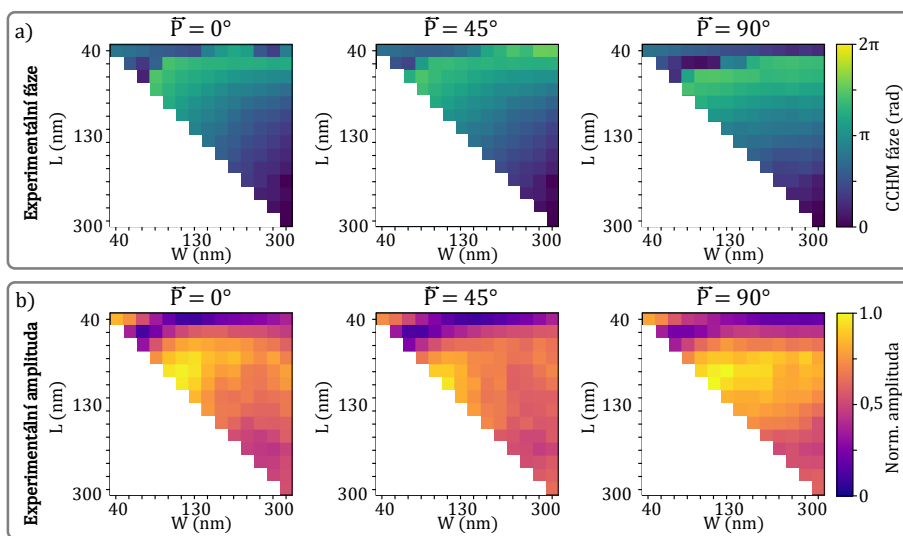 a)
P⃡ = 0°
P⃡ = 45°
P⃡ = 90°
Experimentální fáze
L (nm)
40
130
300
40
130
300
W (nm)
L (nm)
40
130
300
40
130
300
W (nm)
L (nm)
40
130
300
40
130
300
W (nm)
2π
π
0
CCHM fáze (rad)
b)
P⃡ = 0°
P⃡ = 45°
P⃡ = 90°
Experimentální amplituda
L (nm)
40
130
300
40
130
300
W (nm)
L (nm)
40
130
300
40
130
300
W (nm)
L (nm)
40
130
300
40
130
300
W (nm)
1.0
0,5
0
Norm. amplituda